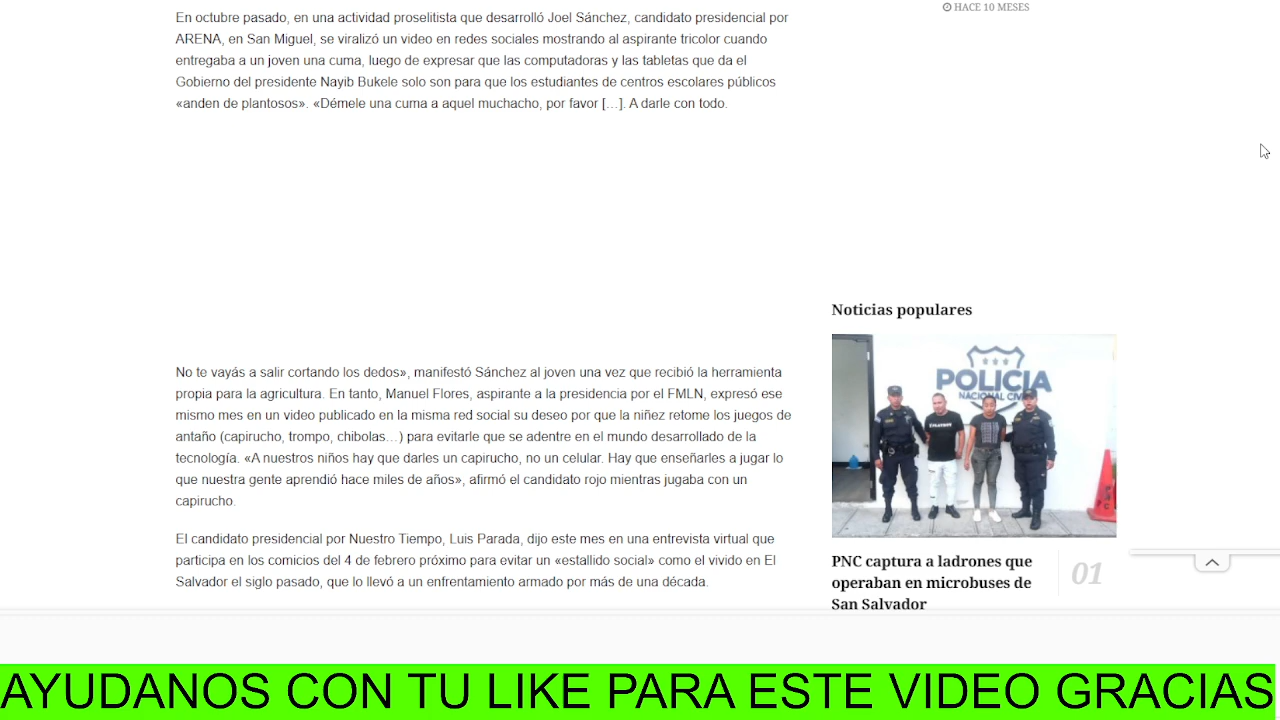 En octubre pasado, en una actividad proselitista que desarrolló Joel Sánchez, candidato presidencial por
ARENA, en San Miguel, se viralizó un video en redes sociales mostrando al aspirante tricolor cuando
entregaba a un joven una cuma, luego de expresar que las computadoras y las tabletas que da el
Gobierno del presidente Nayib Bukele solo son para que los estudiantes de centros escolares públicos
«anden de plantosos». «Démele una cuma a aquel muchacho, por favor […]. A darle con todo.
No te vayás a salir cortando los dedos», manifestó Sánchez al joven una vez que recibió la herramienta
propia para la agricultura. En tanto, Manuel Flores, aspirante a la presidencia por el FMLN, expresó ese
mismo mes en un video publicado en la misma red social su deseo por que la niñez retome los juegos de
antaño (capirucho, trompo, chibolas…) para evitarle que se adentre en el mundo desarrollado de la
tecnología. «A nuestros niños hay que darles un capirucho, no un celular. Hay que enseñarles a jugar lo
que nuestra gente aprendió hace miles de años», afirmó el candidato rojo mientras jugaba con un
capirucho.
El candidato presidencial por Nuestro Tiempo, Luis Parada, dijo este mes en una entrevista virtual que
participa en los comicios del 4 de febrero próximo para evitar un «estallido social» como el vivido en El
Salvador el siglo pasado, que lo llevó a un enfrentamiento armado por más de una década.
HACE 10 MESES
Noticias populares
POLICIA
NACIONAL CIVIL
PNC captura a ladrones que
operaban en microbuses de
San Salvador
01
AYUDANOS CON TU LIKE PARA ESTE VIDEO GRACIAS